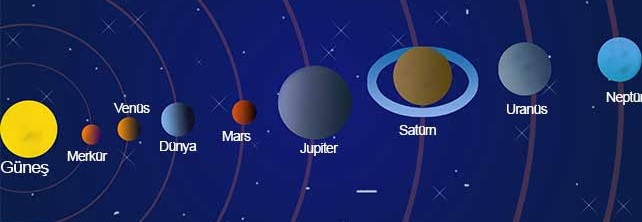 Güneş
Merkür
Venüs
Dünya
Mars
Jupiter
Satürn
Uranüs
Neptün